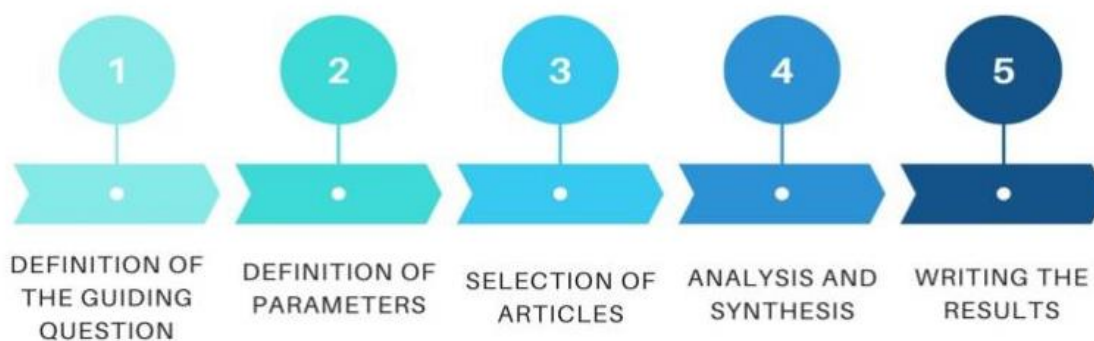 1
2
3
4
5
DEFINITION OF
THE GUIDING
QUESTION
DEFINITION OF
PARAMETERS
SELECTION OF
ARTICLES
ANALYSIS AND
SYNTHESIS
WRITING THE
RESULTS